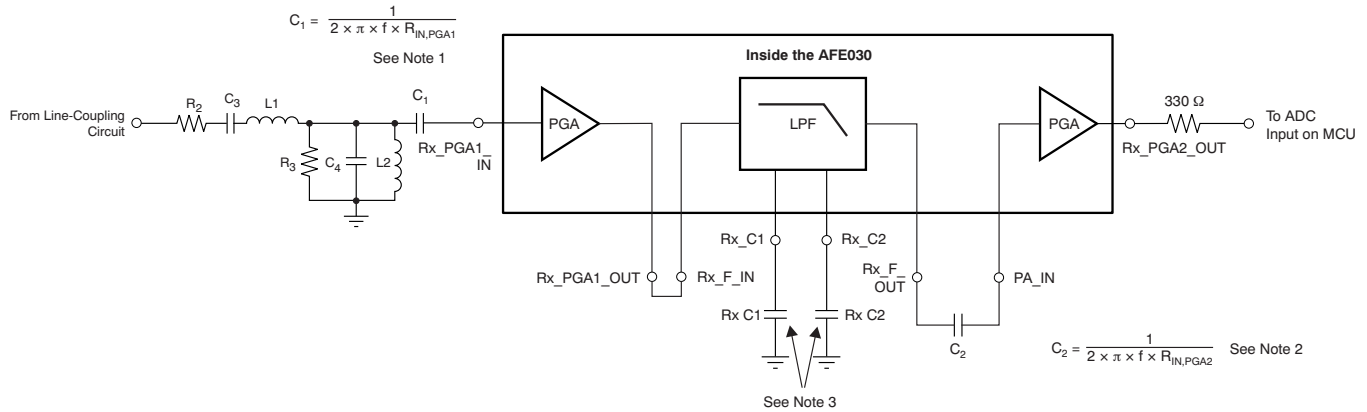 C1 = 1 / (2 × π × f × RIN,PGA1)
See Note 1
Inside the AFE030
From Line-Coupling
Circuit
R2
C3
L1
C1
R3
C4
L2
Rx_PGA1_
IN
PGA
LPF
PGA
330 Ω
Rx_PGA2_OUT
To ADC
Input on MCU
Rx_C1
Rx_C2
Rx_PGA1_OUT
Rx_F_IN
Rx_F_
OUT
PA_IN
Rx C1
Rx C2
C2
C2 = 1 / (2 × π × f × RIN,PGA2) See Note 2
See Note 3